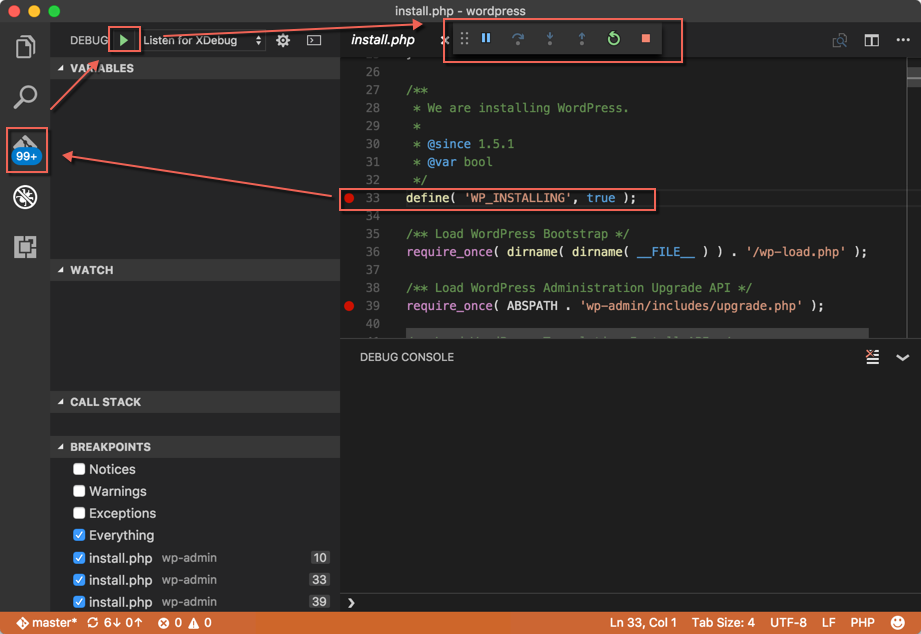 install.php - wordpress
DEBUG Listen for XDebug
install.php
VARIABLES
26
27 /**
28 * We are installing WordPress.
29 *
30 * @since 1.5.1
31 * @var bool
32 */
33 define( 'WP_INSTALLING', true );
34
35 /** Load WordPress Bootstrap */
36 require_once( dirname( dirname( __FILE__ ) ) . '/wp-load.php' );
37
38 /** Load WordPress Administration Upgrade API */
39 require_once( ABSPATH . 'wp-admin/includes/upgrade.php' );
40
99+
WATCH
CALL STACK
BREAKPOINTS
Notices
Warnings
Exceptions
Everything
install.php wp-admin 10
install.php wp-admin 33
install.php wp-admin 39
DEBUG CONSOLE
master* 6↓ 0↑ 0 0 Ln 33, Col 1 Tab Size: 4 UTF-8 LF PHP